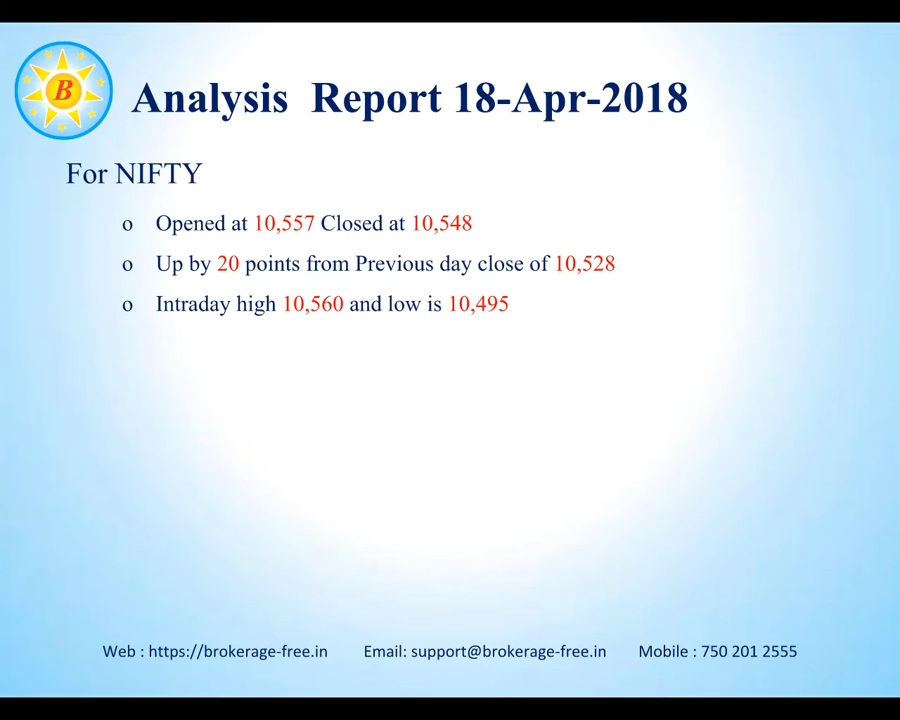 B
Analysis Report 18-Apr-2018
For NIFTY
o Opened at 10,557 Closed at 10,548
o Up by 20 points from Previous day close of 10,528
o Intraday high 10,560 and low is 10,495
Web : https://brokerage-free.in Email: support@brokerage-free.in Mobile : 750 201 2555